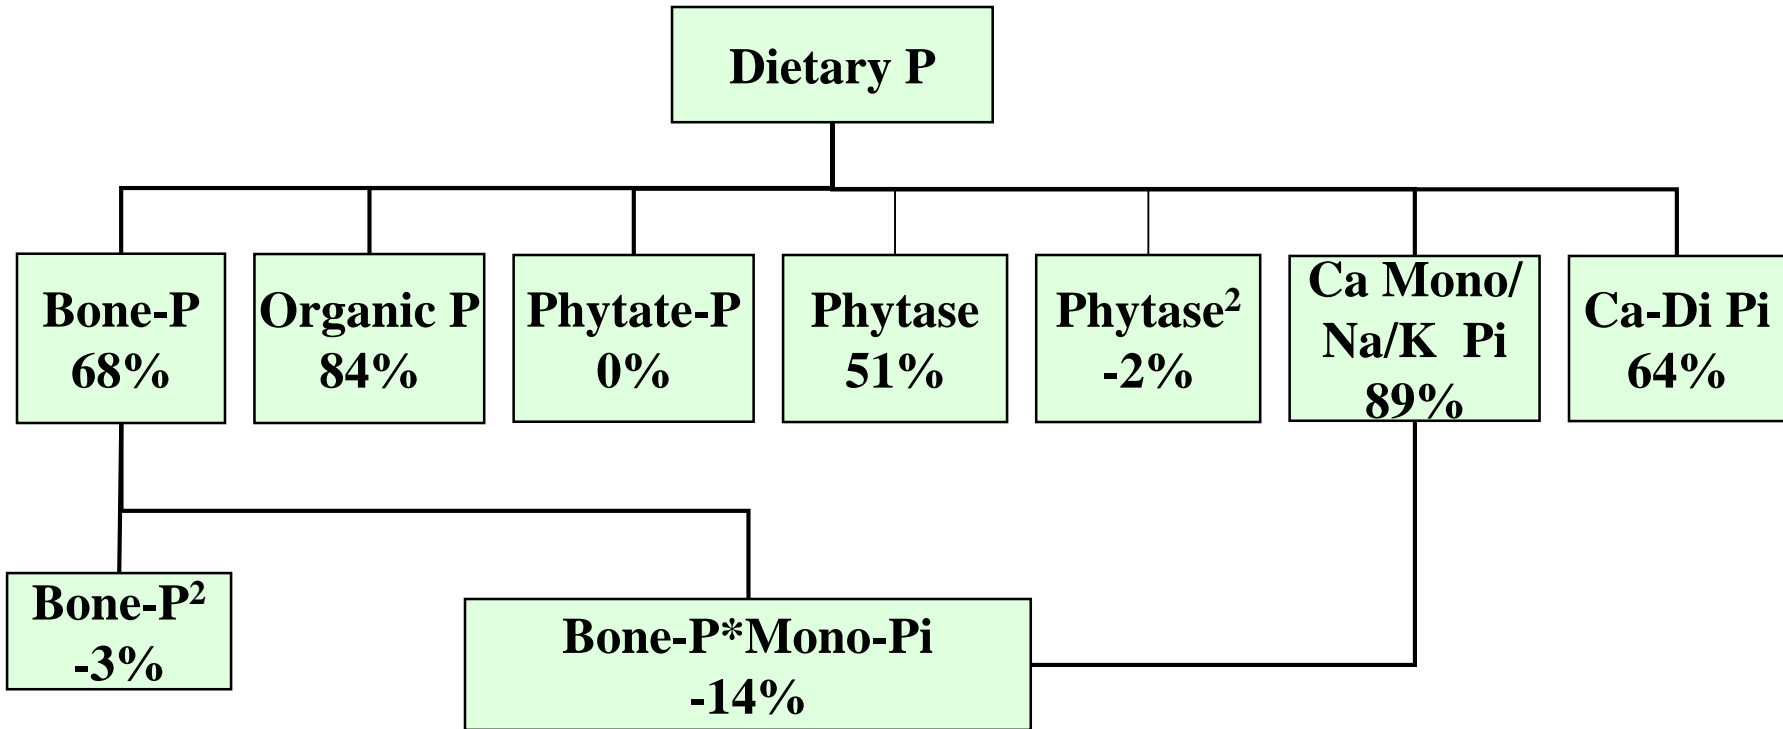 Dietary P
Bone-P
68%
Organic P
84%
Phytate-P
0%
Phytase
51%
Phytase²
-2%
Ca Mono/
Na/K Pi
89%
Ca-Di Pi
64%
Bone-P²
-3%
Bone-P*Mono-Pi
-14%